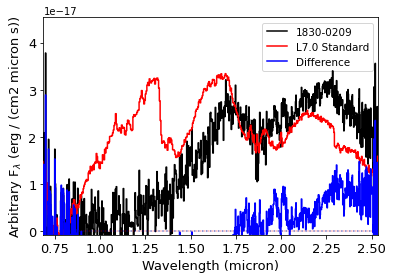 1e−17
1830-0209
L7.0 Standard
Difference
Arbitrary Fλ (erg / (cm2 micron s))
4
3
2
1
0
0.75 1.00 1.25 1.50 1.75 2.00 2.25 2.50
Wavelength (micron)